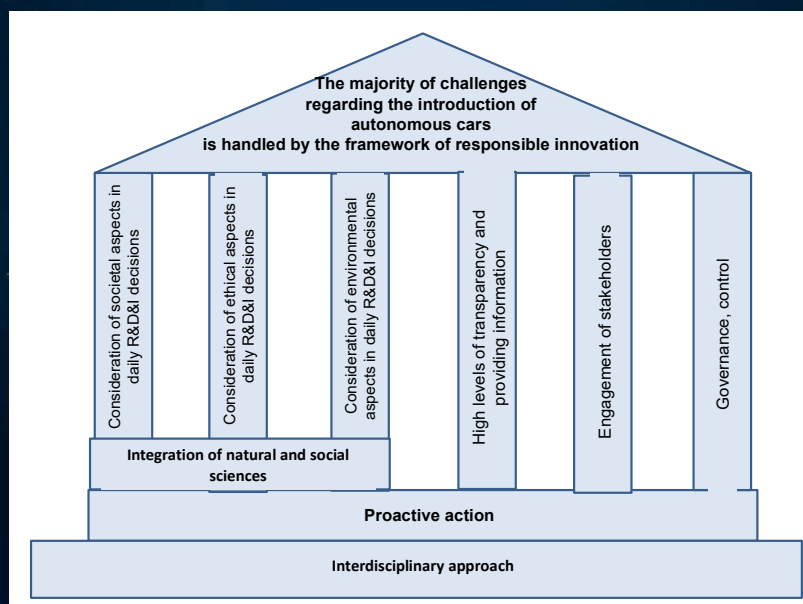 The majority of challenges
regarding the introduction of
autonomous cars
is handled by the framework of responsible innovation
Consideration of societal aspects in
daily R&D&I decisions
Consideration of ethical aspects in
daily R&D&I decisions
Consideration of environmental
aspects in daily R&D&I decisions
High levels of transparency and
providing information
Engagement of stakeholders
Governance, control
Integration of natural and social
sciences
Proactive action
Interdisciplinary approach